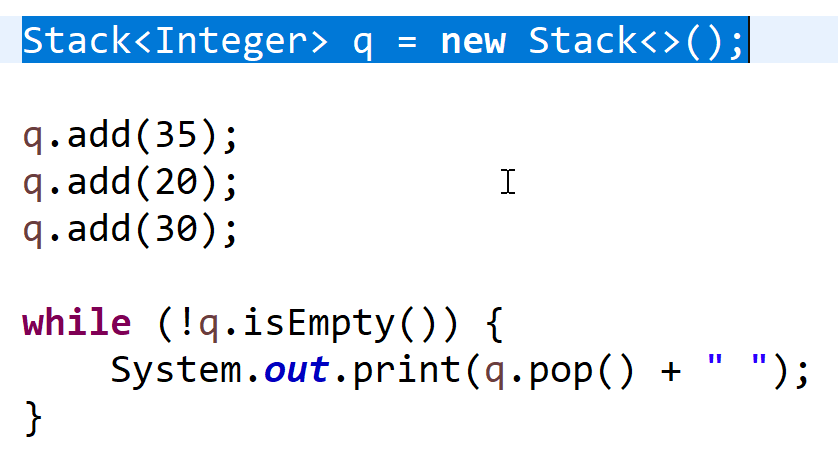 Stack<Integer> q = new Stack<>();
q.add(35);
q.add(20);
q.add(30);
while (!q.isEmpty()) {
    System.out.print(q.pop() + " ");
}